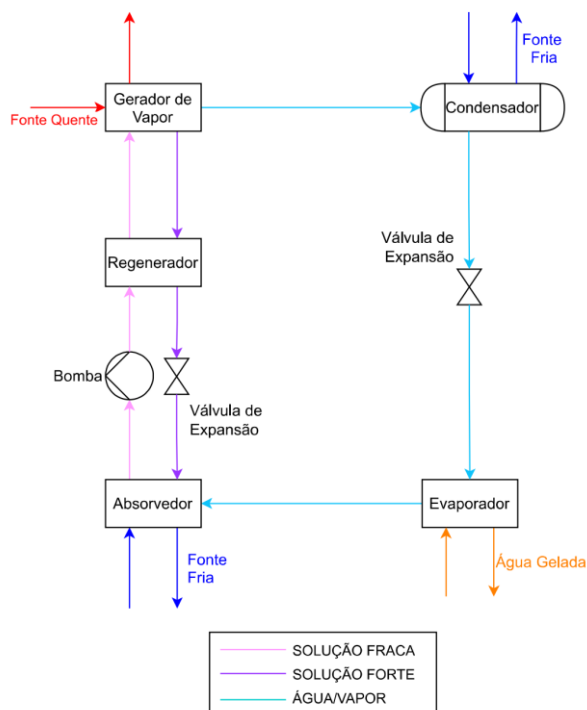 Fonte
Fria
Gerador de
Vapor
Condensador
Fonte Quente
Válvula de
Expansão
Regenerador
Bomba
Válvula de
Expansão
Absorvedor
Evaporador
Fonte
Fria
Água Gelada
SOLUÇÃO FRACA
SOLUÇÃO FORTE
ÁGUA/VAPOR